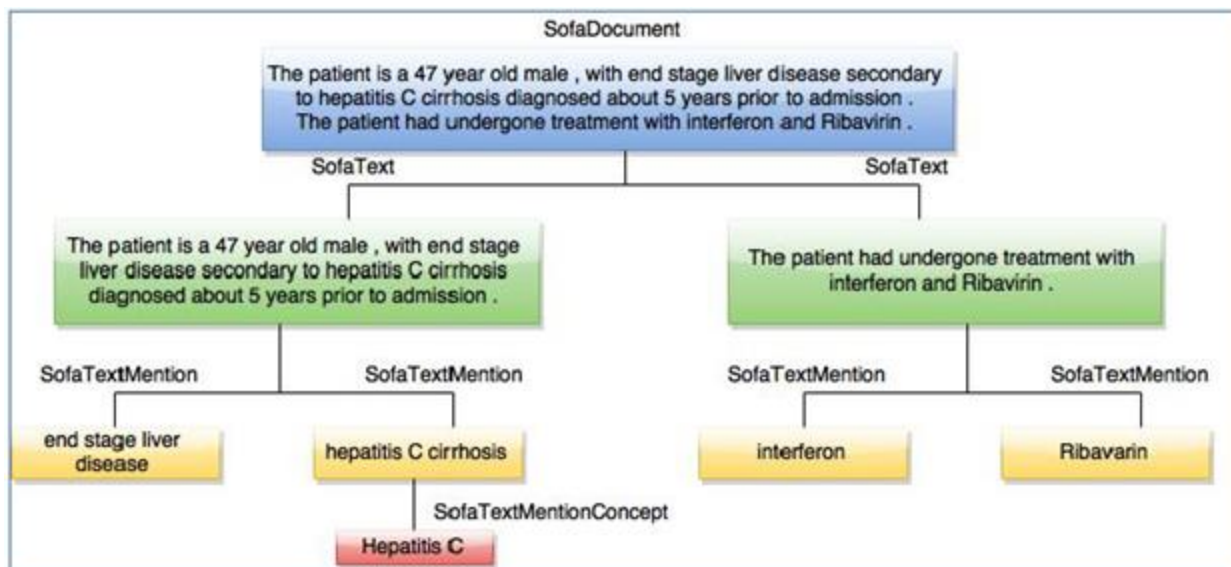 SofaDocument
The patient is a 47 year old male , with end stage liver disease secondary
to hepatitis C cirrhosis diagnosed about 5 years prior to admission .
The patient had undergone treatment with interferon and Ribavirin .
SofaText
SofaText
The patient is a 47 year old male , with end stage
liver disease secondary to hepatitis C cirrhosis
diagnosed about 5 years prior to admission .
The patient had undergone treatment with
interferon and Ribavirin .
SofaTextMention
SofaTextMention
SofaTextMention
SofaTextMention
end stage liver
disease
hepatitis C cirrhosis
interferon
Ribavarin
SofaTextMentionConcept
Hepatitis C